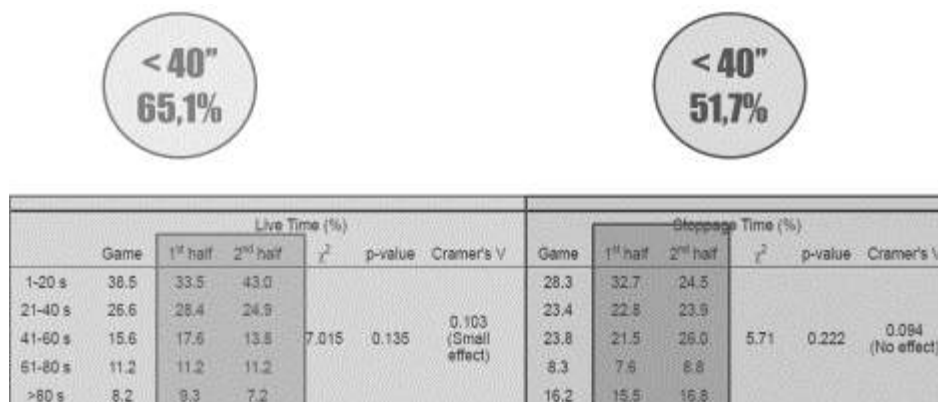 < 40"
65,1%
< 40"
51,7%
Live Time (%) Stoppage Time (%)
Game 1st half 2nd half χ2 p-value Cramer's V Game 1st half 2nd half χ2 p-value Cramer's V
1-20 s 38.5 33.5 43.0 28.3 32.7 24.5
21-40 s 26.6 28.4 24.9 23.4 22.8 23.9
41-60 s 15.6 17.6 13.8 7.015 0.135 0.103 (Small effect) 23.8 21.5 26.0 5.71 0.222 0.094 (No effect)
61-80 s 11.2 11.2 11.2 8.3 7.6 8.8
>80 s 8.2 9.3 7.2 16.2 15.5 16.8